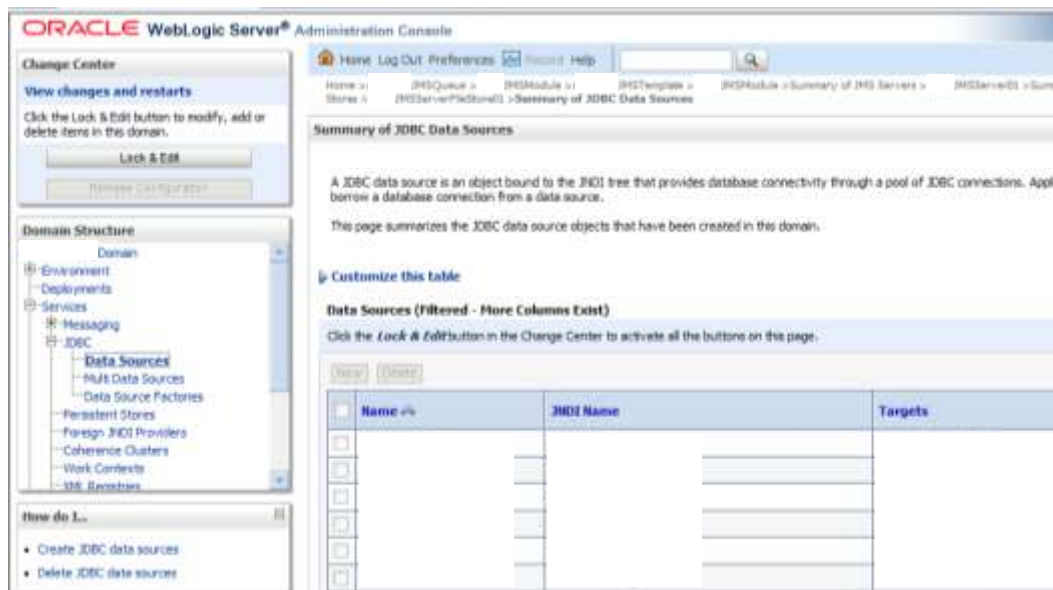 ORACLE WebLogic Server® Administration Console
Change Center
View changes and restarts
Click the Lock & Edit button to modify, add or
delete items in this domain.
Lock & Edit
Release Configuration
Domain Structure
Domain
Environment
Deployments
Services
Messaging
JDBC
Data Sources
Multi Data Sources
Data Source Factories
Persistent Stores
Foreign JNDI Providers
Coherence Clusters
Work Contexts
XML Registries
How do I...
Create JDBC data sources
Delete JDBC data sources
Home Log Out Preferences Record Help
Home > JMSQueue > JMSModule > JMSTemplate > JMSModule >Summary of JMS Servers > JMSServer01 >Sum
Stores > JMSServerFileStore01 >Summary of JDBC Data Sources
Summary of JDBC Data Sources
A JDBC data source is an object bound to the JNDI tree that provides database connectivity through a pool of JDBC connections. Appl
borrow a database connection from a data source.
This page summarizes the JDBC data source objects that have been created in this domain.
Customize this table
Data Sources (Filtered - More Columns Exist)
Click the Lock & Edit button in the Change Center to activate all the buttons on this page.
New Delete
Name JNDI Name Targets